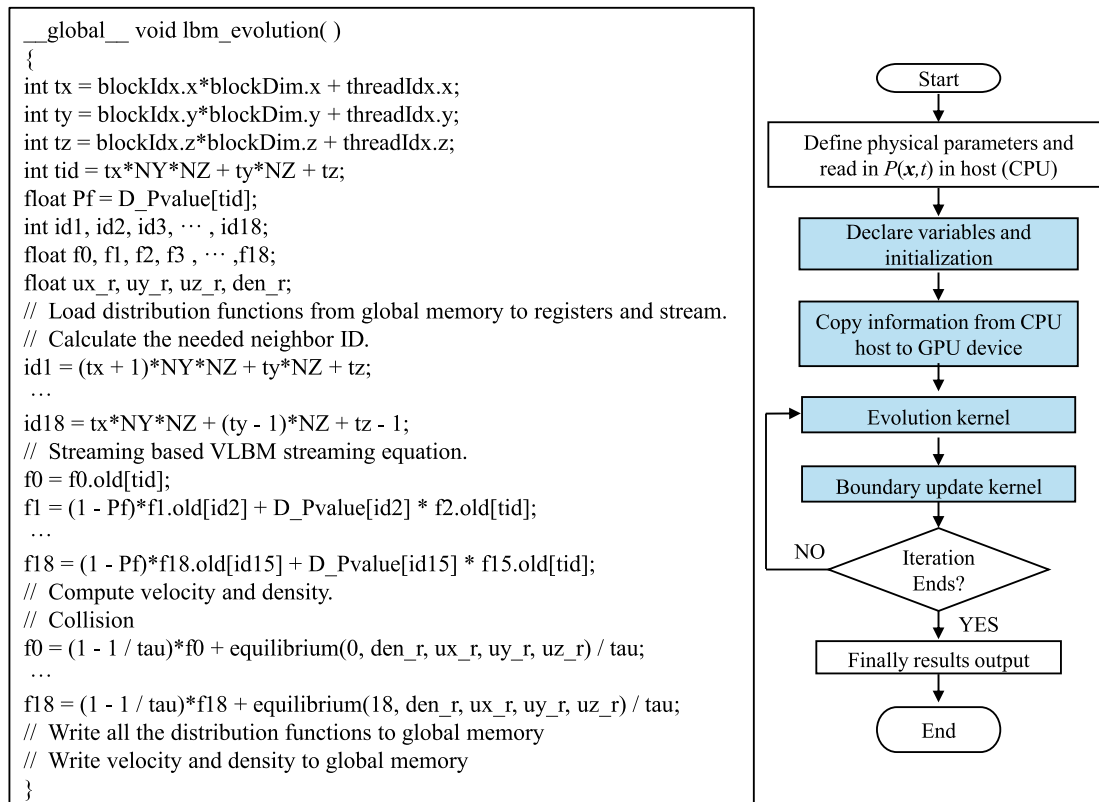 __global__ void lbm_evolution( )
{
int tx = blockIdx.x*blockDim.x + threadIdx.x;
int ty = blockIdx.y*blockDim.y + threadIdx.y;
int tz = blockIdx.z*blockDim.z + threadIdx.z;
int tid = tx*NY*NZ + ty*NZ + tz;
float Pf = D_Pvalue[tid];
int id1, id2, id3, ··· , id18;
float f0, f1, f2, f3 , ··· ,f18;
float ux_r, uy_r, uz_r, den_r;
// Load distribution functions from global memory to registers and stream.
// Calculate the needed neighbor ID.
id1 = (tx + 1)*NY*NZ + ty*NZ + tz;
···
id18 = tx*NY*NZ + (ty - 1)*NZ + tz - 1;
// Streaming based VLBM streaming equation.
f0 = f0.old[tid];
f1 = (1 - Pf)*f1.old[id2] + D_Pvalue[id2] * f2.old[tid];
···
f18 = (1 - Pf)*f18.old[id15] + D_Pvalue[id15] * f15.old[tid];
// Compute velocity and density.
// Collision
f0 = (1 - 1 / tau)*f0 + equilibrium(0, den_r, ux_r, uy_r, uz_r) / tau;
···
f18 = (1 - 1 / tau)*f18 + equilibrium(18, den_r, ux_r, uy_r, uz_r) / tau;
// Write all the distribution functions to global memory
// Write velocity and density to global memory
}
Start
Define physical parameters and
read in P(x,t) in host (CPU)
Declare variables and
initialization
Copy information from CPU
host to GPU device
Evolution kernel
Boundary update kernel
NO
Iteration
Ends?
YES
Finally results output
End